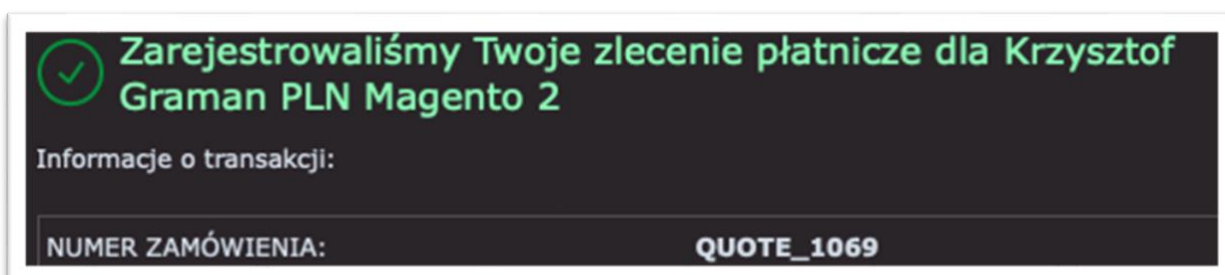 Zarejestrowaliśmy Twoje zlecenie płatnicze dla Krzysztof
Graman PLN Magento 2
Informacje o transakcji:
NUMER ZAMÓWIENIA: QUOTE_1069